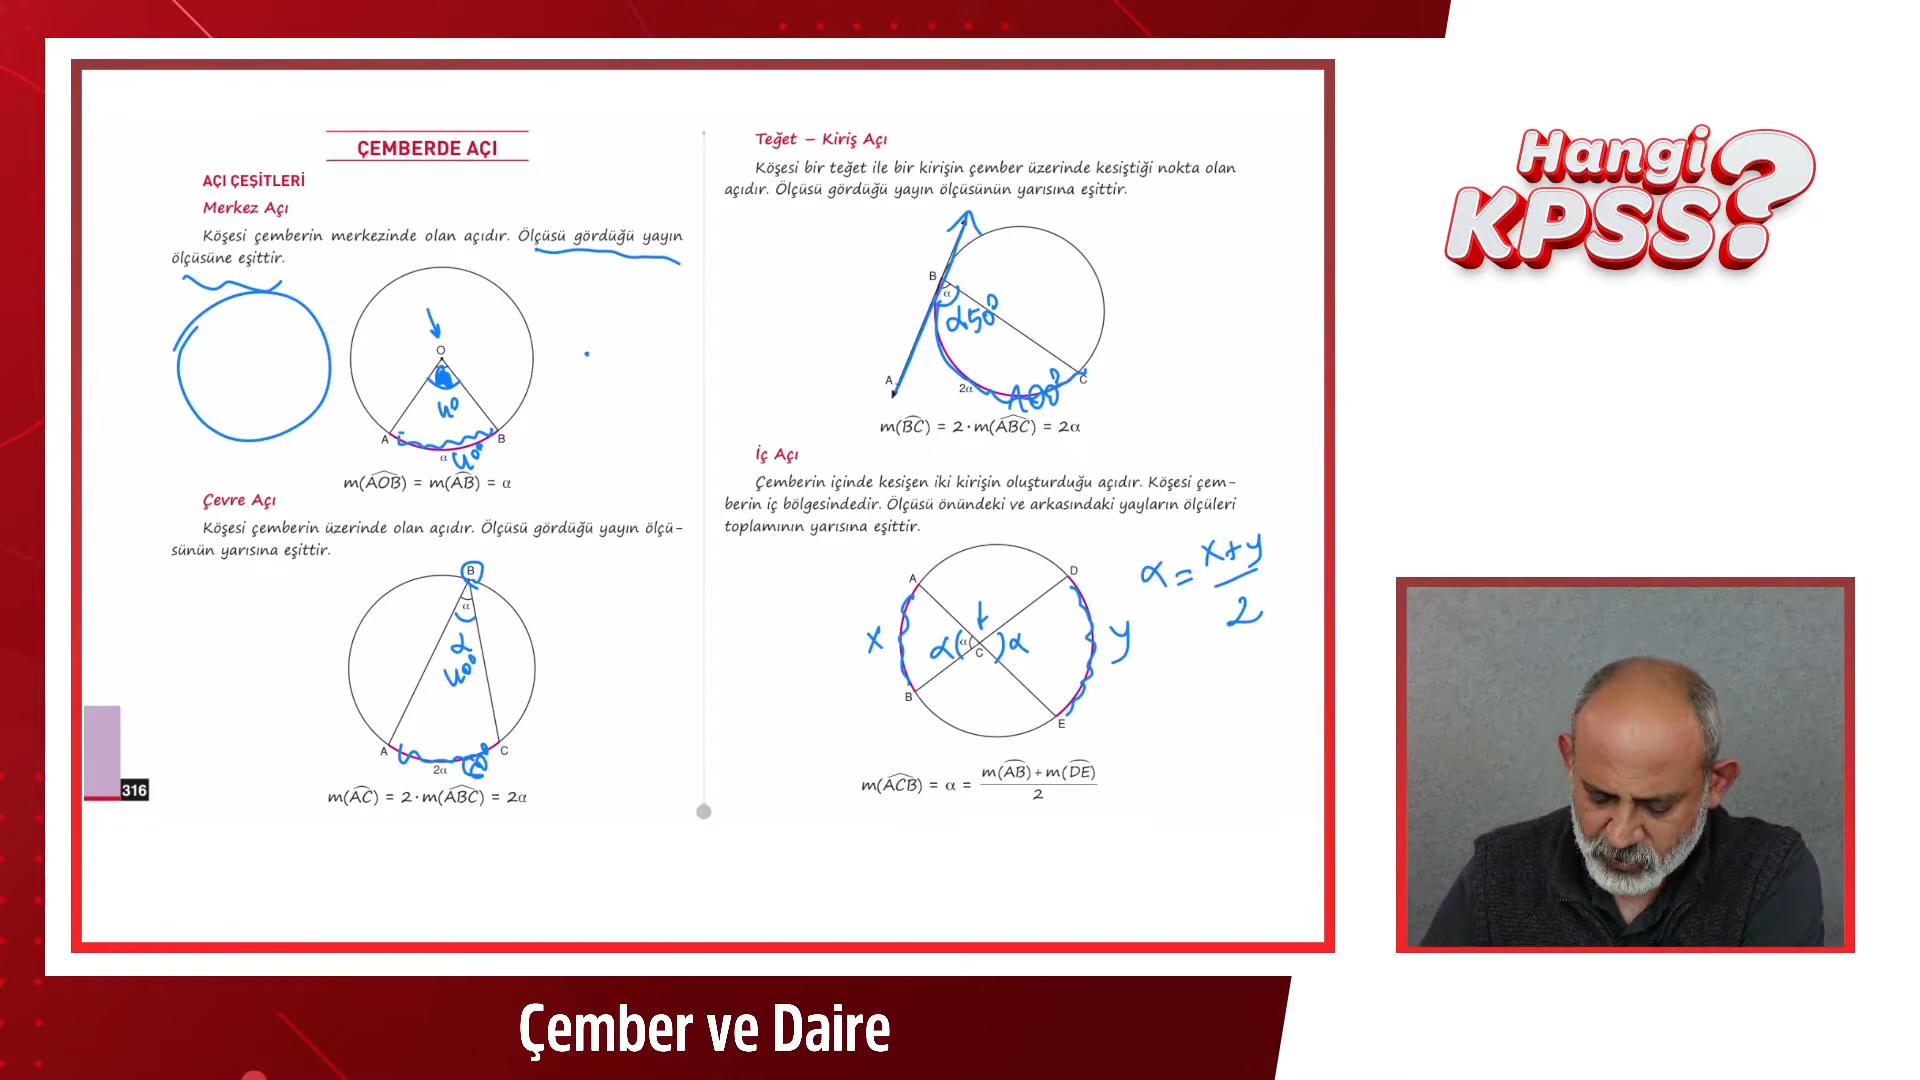 ÇEMBERDE AÇI
AÇI ÇEŞİTLERİ
Merkez Açı
Köşesi çemberin merkezinde olan açıdır. Ölçüsü gördüğü yayın
ölçüsüne eşittir.
O
A
B
α
m(AOB) = m(AB) = α
Çevre Açı
Köşesi çemberin üzerinde olan açıdır. Ölçüsü gördüğü yayın ölçü-
sünün yarısına eşittir.
B
α
α
A
C
2α
m(AC) = 2·m(ABC) = 2α
316
Teğet – Kiriş Açı
Köşesi bir teğet ile bir kirişin çember üzerinde kesiştiği nokta olan
açıdır. Ölçüsü gördüğü yayın ölçüsünün yarısına eşittir.
B
α
α 50°
A
C
2α
100°
m(BC) = 2·m(ABC) = 2α
İç Açı
Çemberin içinde kesişen iki kirişin oluşturduğu açıdır. Köşesi çem-
berin iç bölgesindedir. Ölçüsü önündeki ve arkasındaki yayların ölçüleri
toplamının yarısına eşittir.
α = x+y
2
A
D
x
α
α
C
α
y
B
E
m(ACB) = α = m(AB) + m(DE)
2
Hangi
KPSS?
Çember ve Daire